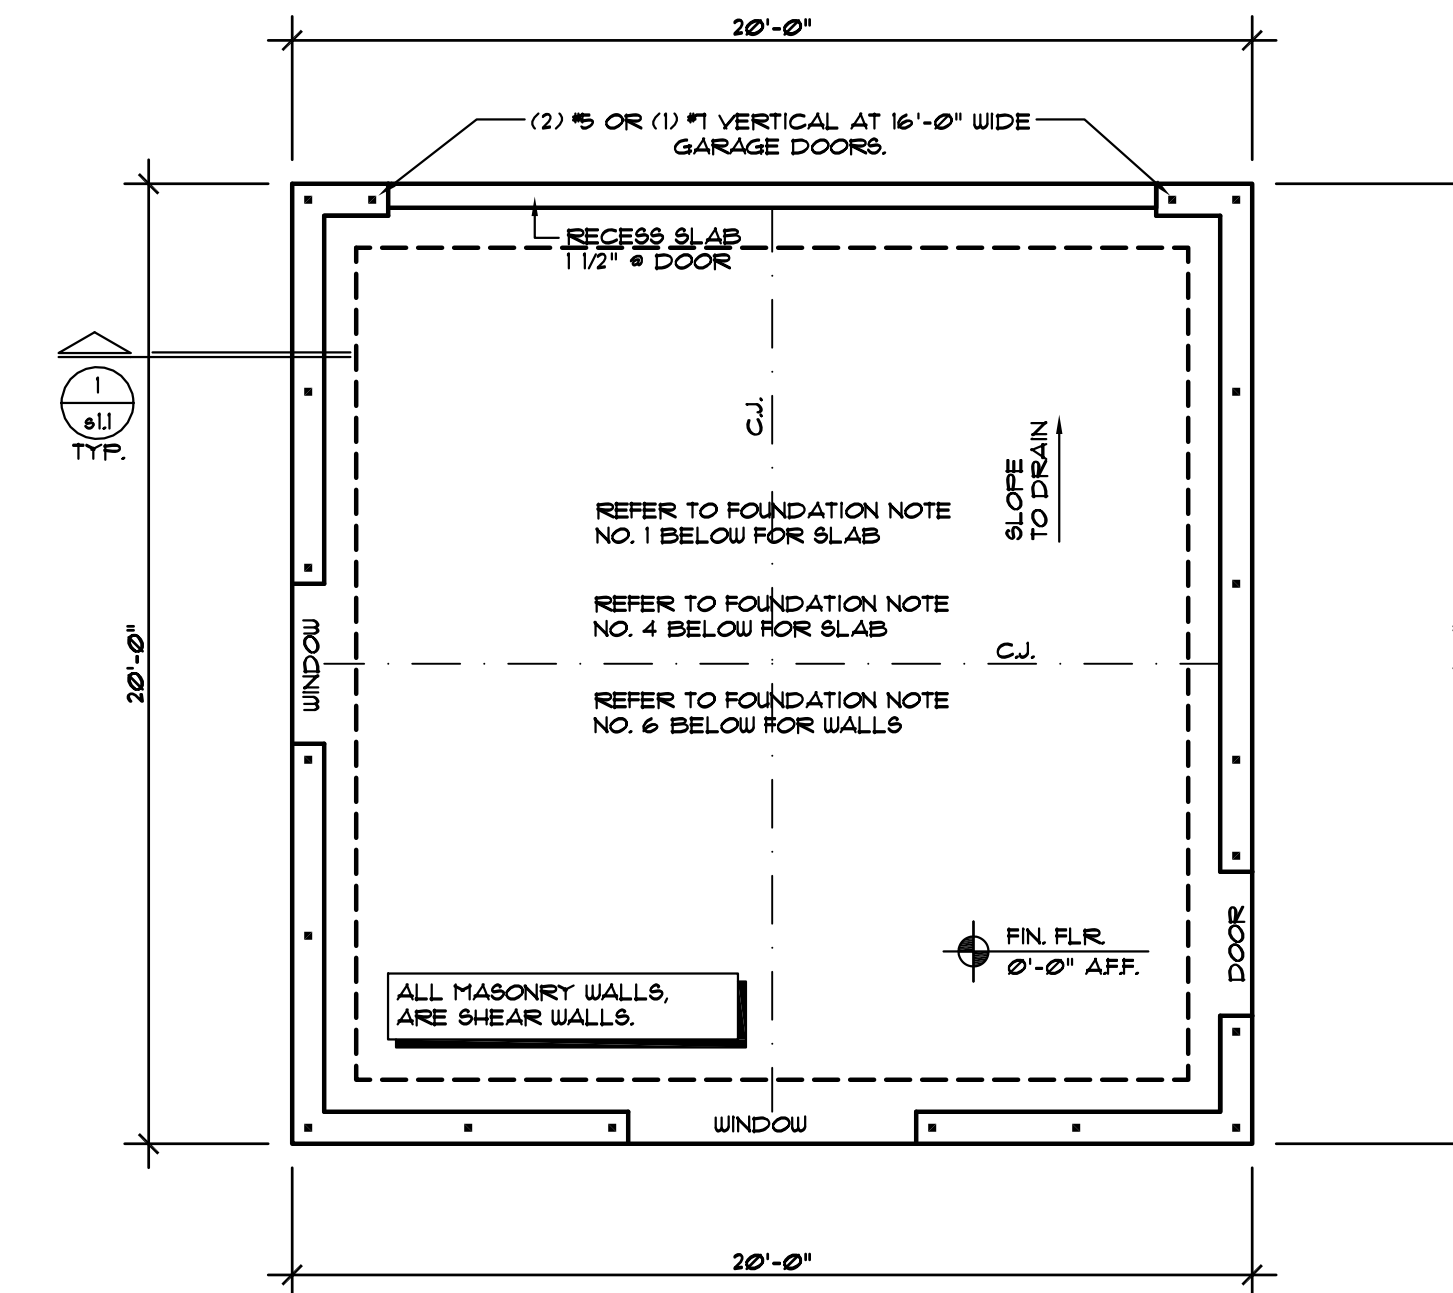 20'-0"
(2) #5 OR (1) #7 VERTICAL AT 16'-0" WIDE
GARAGE DOORS.
RECESS SLAB
1 1/2" @ DOOR
1
s1.1
TYP.
C.J.
SLOPE
TO DRAIN
REFER TO FOUNDATION NOTE
NO. 1 BELOW FOR SLAB
REFER TO FOUNDATION NOTE
NO. 4 BELOW FOR SLAB
WINDOW
20'-0"
C.J.
REFER TO FOUNDATION NOTE
NO. 6 BELOW FOR WALLS
FIN. FLR.
0'-0" A.F.F.
DOOR
ALL MASONRY WALLS,
ARE SHEAR WALLS.
WINDOW
20'-0"